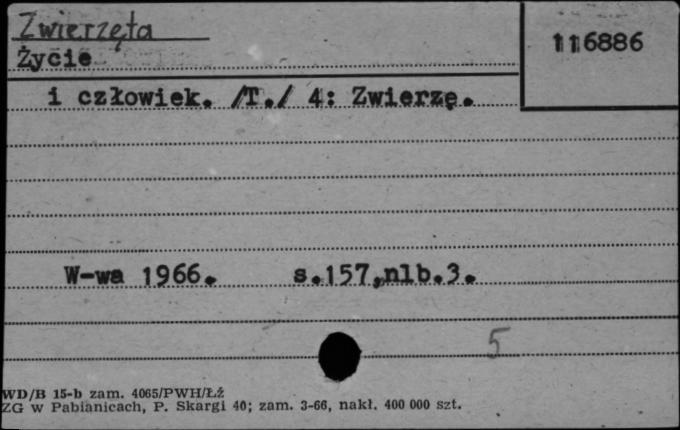 Zwierzęta
116886
Życie
i człowiek. /T./ 4: Zwierzę.
W-wa 1966. s.157,nlb.3.
5
WD/B 15-b zam. 4065/PWH/Łź
ZG w Pabianicach, P. Skargi 40; zam. 3-66, nakł. 400 000 szt.